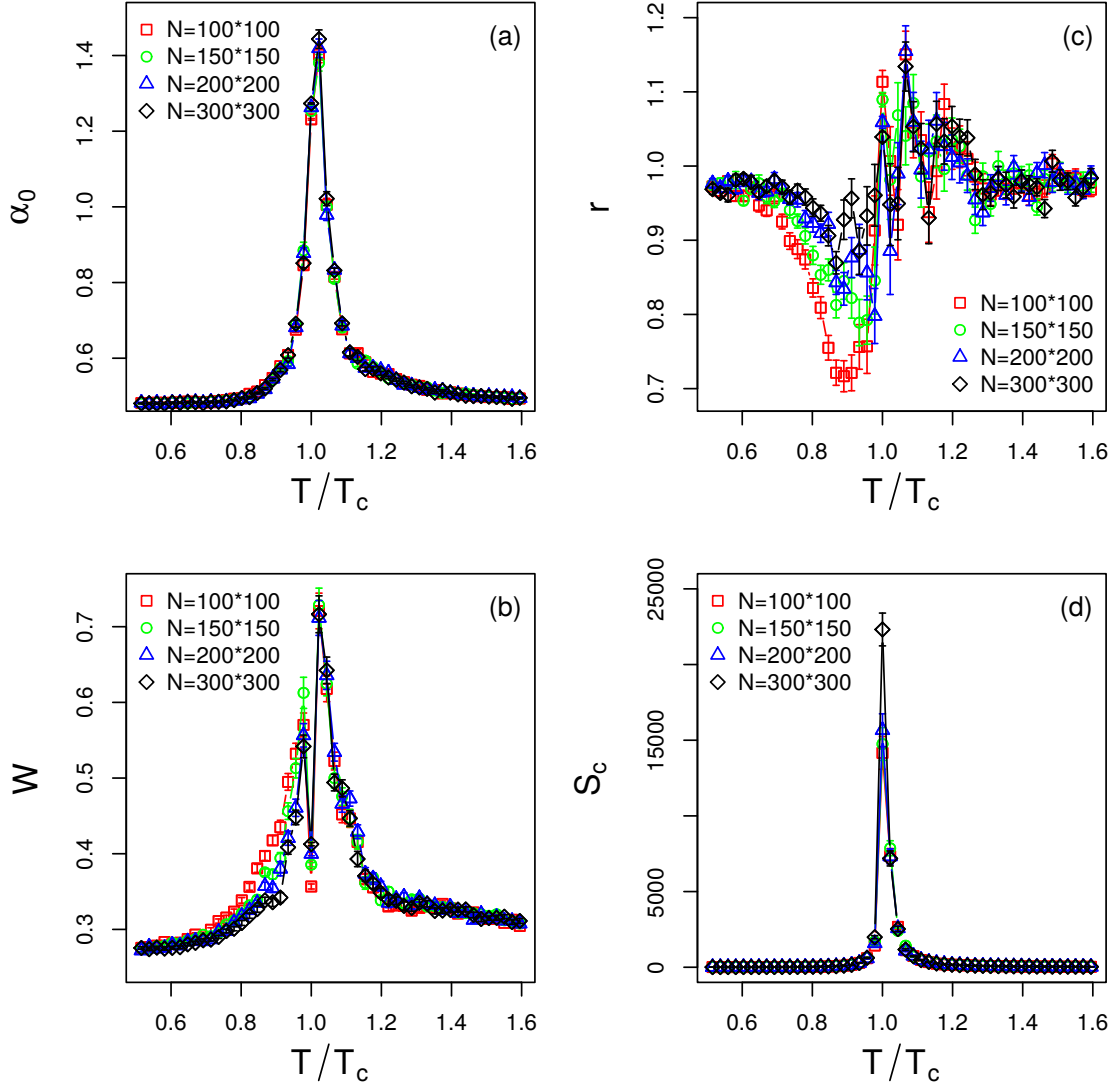 (a)
N=100*100
N=150*150
N=200*200
N=300*300
α₀
0.6 0.8 1.0 1.2 1.4
0.6 0.8 1.0 1.2 1.4 1.6
T/T_c
(c)
r
0.7 0.8 0.9 1.0 1.1 1.2
N=100*100
N=150*150
N=200*200
N=300*300
0.6 0.8 1.0 1.2 1.4 1.6
T/T_c
(b)
N=100*100
N=150*150
N=200*200
N=300*300
W
0.3 0.4 0.5 0.6 0.7
0.6 0.8 1.0 1.2 1.4 1.6
T/T_c
(d)
N=100*100
N=150*150
N=200*200
N=300*300
S_c
0 5000 15000 25000
0.6 0.8 1.0 1.2 1.4 1.6
T/T_c